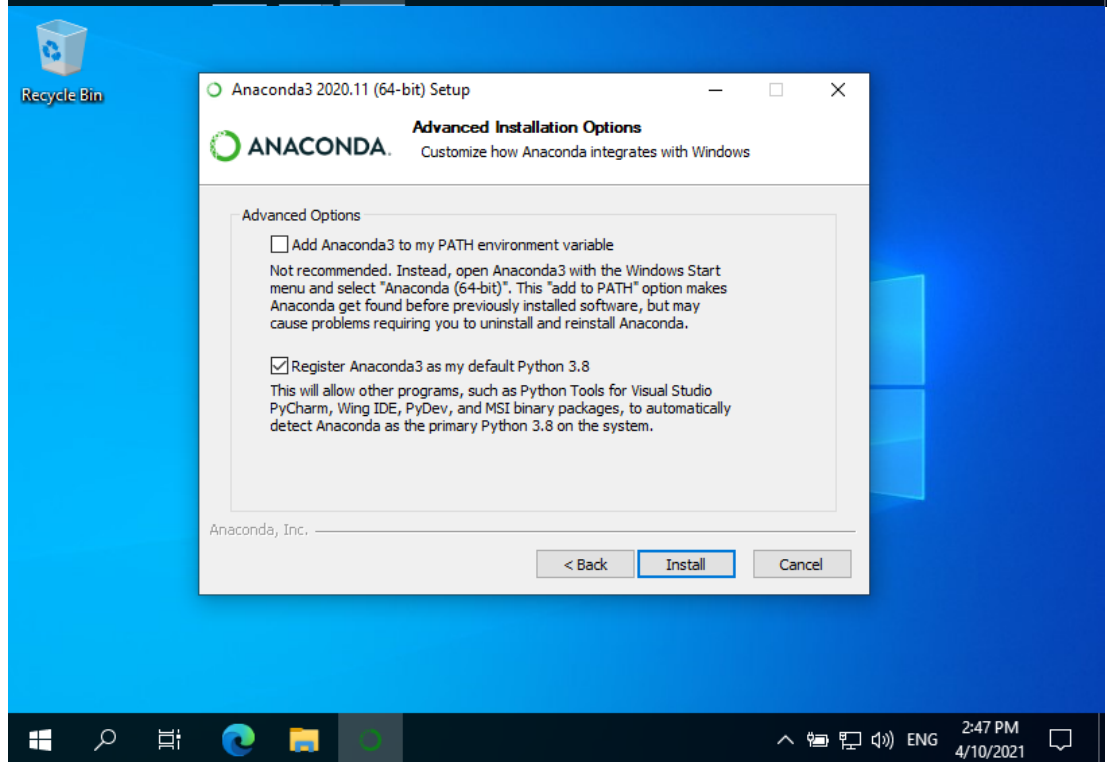 Recycle Bin
Anaconda3 2020.11 (64-bit) Setup
ANACONDA.
Advanced Installation Options
Customize how Anaconda integrates with Windows
Advanced Options
Add Anaconda3 to my PATH environment variable
Not recommended. Instead, open Anaconda3 with the Windows Start
menu and select "Anaconda (64-bit)". This "add to PATH" option makes
Anaconda get found before previously installed software, but may
cause problems requiring you to uninstall and reinstall Anaconda.
Register Anaconda3 as my default Python 3.8
This will allow other programs, such as Python Tools for Visual Studio
PyCharm, Wing IDE, PyDev, and MSI binary packages, to automatically
detect Anaconda as the primary Python 3.8 on the system.
Anaconda, Inc.
< Back Install Cancel
ENG
2:47 PM
4/10/2021